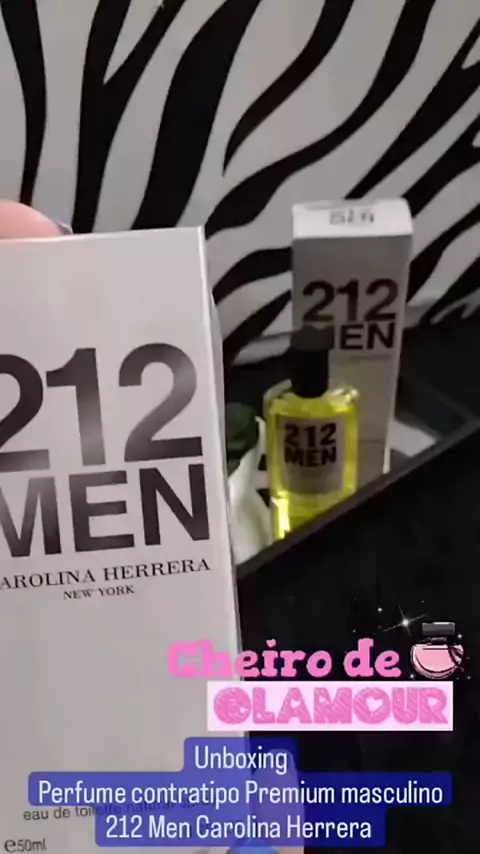 212
MEN
212
MEN
212
MEN
CAROLINA HERRERA
NEW YORK
eau de toilette natural
e50ml
Cheiro de
GLAMOUR
Unboxing
Perfume contratipo Premium masculino
212 Men Carolina Herrera